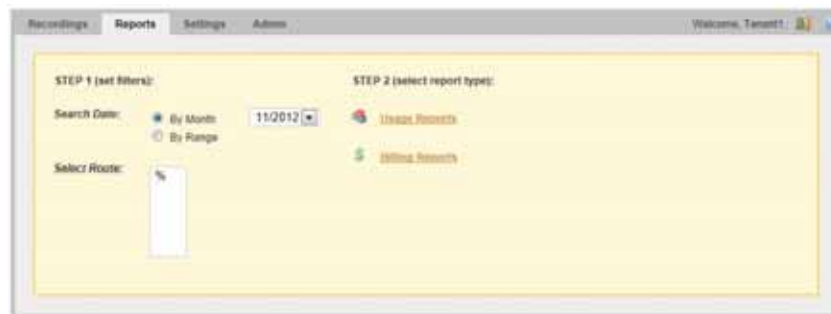 Recordings Reports Settings Admin Welcome, Tenant1
STEP 1 (set filters): STEP 2 (select report type):
Search Date: By Month 11/2012 Usage Reports
By Range
Billing Reports
Select Route: %